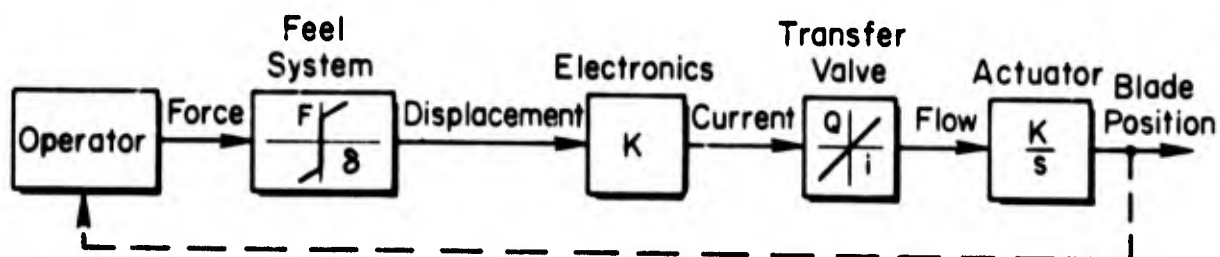 Feel
System
Transfer
Valve
Electronics
Actuator
Blade
Position
Operator
Force
F
δ
Displacement
K
Current
Q
i
Flow
K
s